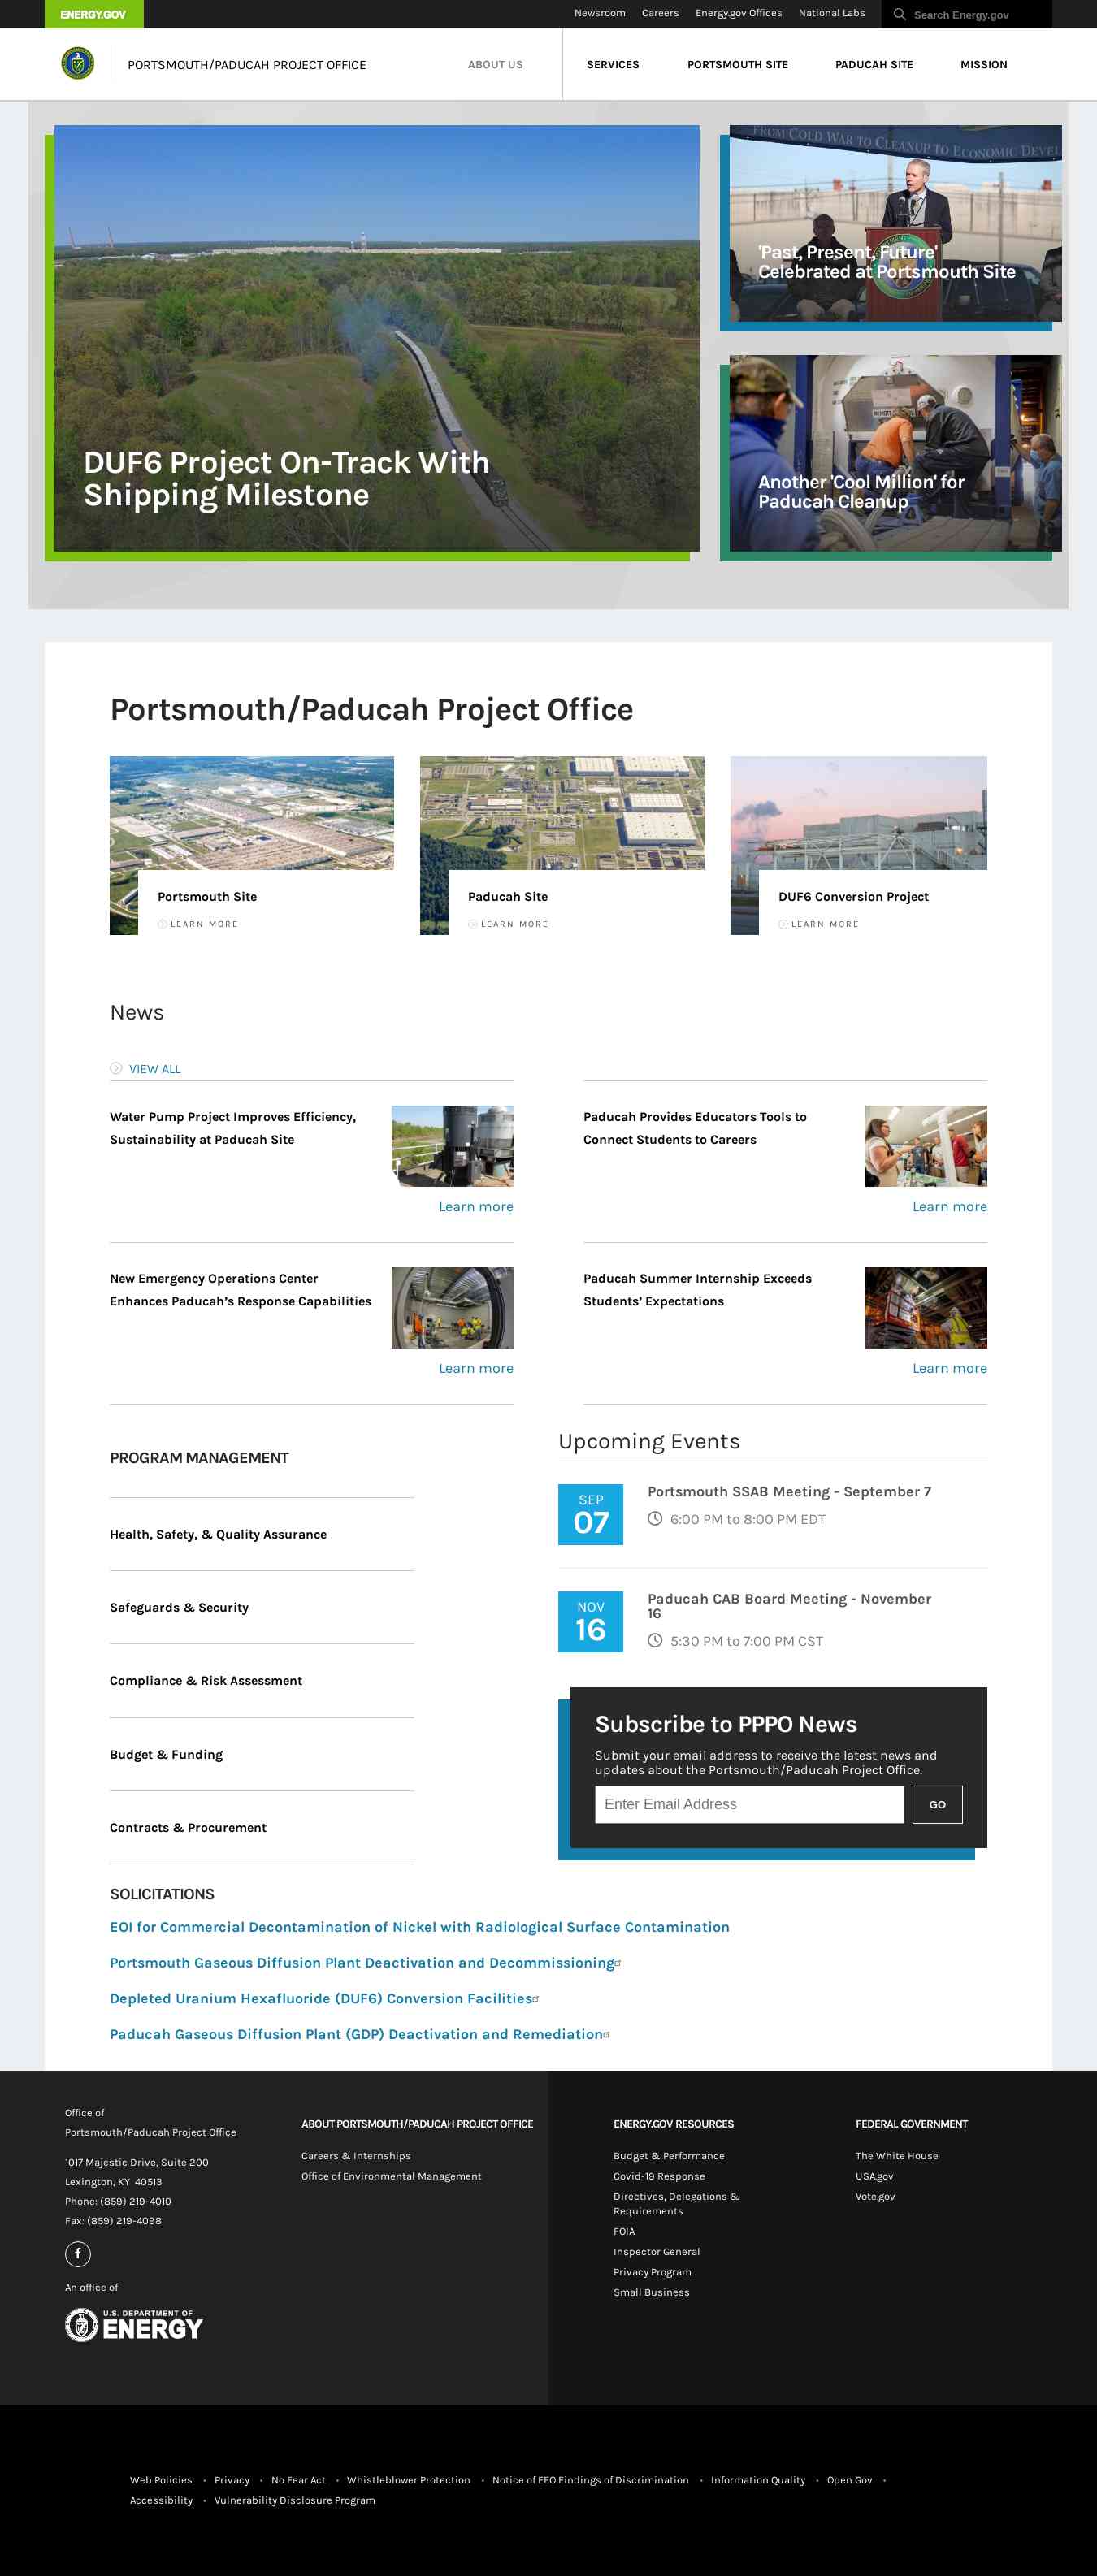 ENERGY.GOV
Newsroom
Careers
Energy.gov Offices
National Labs
Search Energy.gov
PORTSMOUTH/PADUCAH PROJECT OFFICE
ABOUT US
SERVICES
PORTSMOUTH SITE
PADUCAH SITE
MISSION
DUF6 Project On-Track With
Shipping Milestone
FROM COLD WAR TO CLEANUP TO ECONOMIC DEVEL
'Past, Present, Future'
Celebrated at Portsmouth Site
Another 'Cool Million' for
Paducah Cleanup
Portsmouth/Paducah Project Office
Portsmouth Site
LEARN MORE
Paducah Site
LEARN MORE
DUF6 Conversion Project
LEARN MORE
News
VIEW ALL
Water Pump Project Improves Efficiency,
Sustainability at Paducah Site
Learn more
Paducah Provides Educators Tools to
Connect Students to Careers
Learn more
New Emergency Operations Center
Enhances Paducah’s Response Capabilities
Learn more
Paducah Summer Internship Exceeds
Students’ Expectations
Learn more
PROGRAM MANAGEMENT
Health, Safety, & Quality Assurance
Safeguards & Security
Compliance & Risk Assessment
Budget & Funding
Contracts & Procurement
Upcoming Events
SEP
07
Portsmouth SSAB Meeting - September 7
6:00 PM to 8:00 PM EDT
NOV
16
Paducah CAB Board Meeting - November
16
5:30 PM to 7:00 PM CST
Subscribe to PPPO News
Submit your email address to receive the latest news and
updates about the Portsmouth/Paducah Project Office.
Enter Email Address
GO
SOLICITATIONS
EOI for Commercial Decontamination of Nickel with Radiological Surface Contamination
Portsmouth Gaseous Diffusion Plant Deactivation and Decommissioning
Depleted Uranium Hexafluoride (DUF6) Conversion Facilities
Paducah Gaseous Diffusion Plant (GDP) Deactivation and Remediation
Office of
Portsmouth/Paducah Project Office
1017 Majestic Drive, Suite 200
Lexington, KY  40513
Phone: (859) 219-4010
Fax: (859) 219-4098
An office of
U.S. DEPARTMENT OF
ENERGY
ABOUT PORTSMOUTH/PADUCAH PROJECT OFFICE
Careers & Internships
Office of Environmental Management
ENERGY.GOV RESOURCES
Budget & Performance
Covid-19 Response
Directives, Delegations &
Requirements
FOIA
Inspector General
Privacy Program
Small Business
FEDERAL GOVERNMENT
The White House
USA.gov
Vote.gov
Web Policies • Privacy • No Fear Act • Whistleblower Protection • Notice of EEO Findings of Discrimination • Information Quality • Open Gov •
Accessibility • Vulnerability Disclosure Program